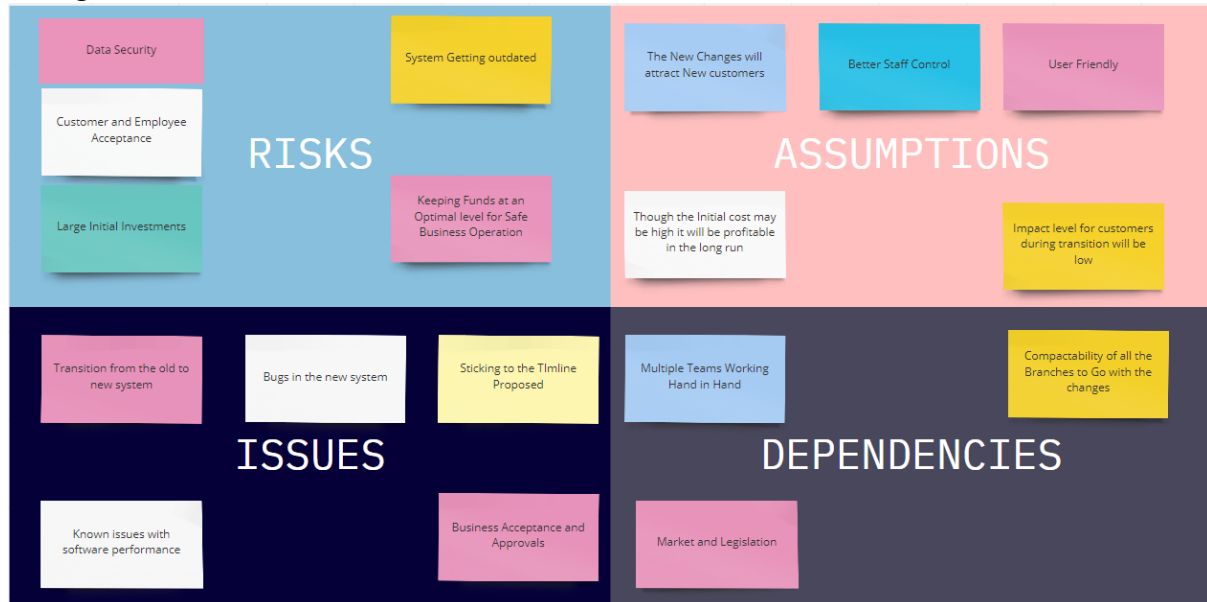 Data Security
Customer and Employee
Acceptance
Large Initial Investments
System Getting outdated
RISKS
Keeping Funds at an
Optimal level for Safe
Business Operation
The New Changes will
attract New customers
Better Staff Control
User Friendly
ASSUMPTIONS
Though the Initial cost may
be high it will be profitable
in the long run
Impact level for customers
during transition will be
low
Transition from the old to
new system
Bugs in the new system
Sticking to the TImline
Proposed
ISSUES
Known issues with
software performance
Business Acceptance and
Approvals
Multiple Teams Working
Hand in Hand
Compactability of all the
Branches to Go with the
changes
DEPENDENCIES
Market and Legislation